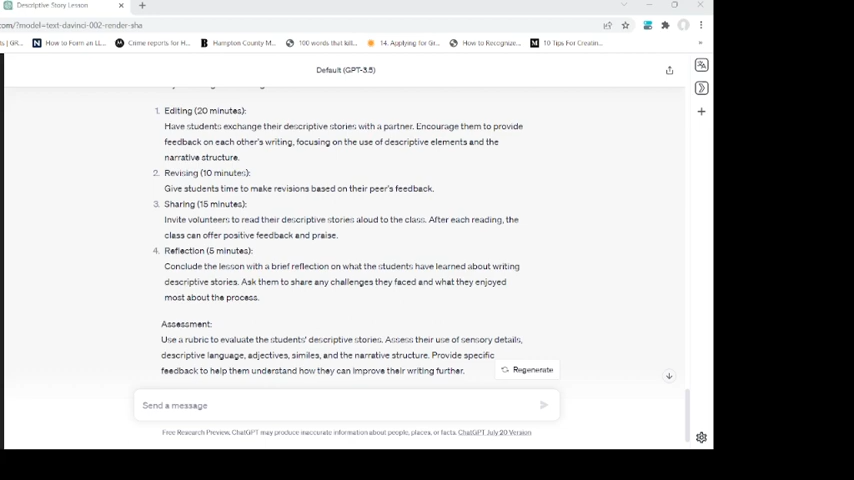 Descriptive Story Lesson
com/?model=text-davinci-002-render-sha
How to Form an LL...
Crime reports for H...
Hampton County M...
100 words that kill...
14. Applying for Gr...
How to Recognize...
10 Tips For Creatin...
Default (GPT-3.5)
1. Editing (20 minutes):
Have students exchange their descriptive stories with a partner. Encourage them to provide
feedback on each other's writing, focusing on the use of descriptive elements and the
narrative structure.
2. Revising (10 minutes):
Give students time to make revisions based on their peer's feedback.
3. Sharing (15 minutes):
Invite volunteers to read their descriptive stories aloud to the class. After each reading, the
class can offer positive feedback and praise.
4. Reflection (5 minutes):
Conclude the lesson with a brief reflection on what the students have learned about writing
descriptive stories. Ask them to share any challenges they faced and what they enjoyed
most about the process.
Assessment:
Use a rubric to evaluate the students' descriptive stories. Assess their use of sensory details,
descriptive language, adjectives, similes, and the narrative structure. Provide specific
feedback to help them understand how they can improve their writing further.
Regenerate
Send a message
Free Research Preview. ChatGPT may produce inaccurate information about people, places, or facts. ChatGPT July 20 Version